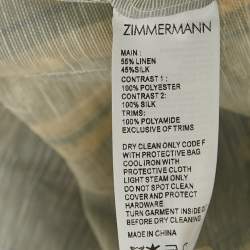 ZIMMERMANN
MAIN :
55% LINEN
45%SILK
CONTRAST 1 :
100% POLYESTER
CONTRAST 2:
100% SILK
TRIMS:
100% POLYAMIDE
EXCLUSIVE OF TRIMS
DRY CLEAN ONLY CODE F
WITH PROTECTIVE BAG.
COOL IRON WITH
PROTECTIVE CLOTH
LIGHT STEAM ONLY
DO NOT SPOT CLEAN
COVER AND PROTECT
HARDWARE
TURN GARMENT INSIDE O
BEFORE DRY CLEANING
MADE IN CHINA